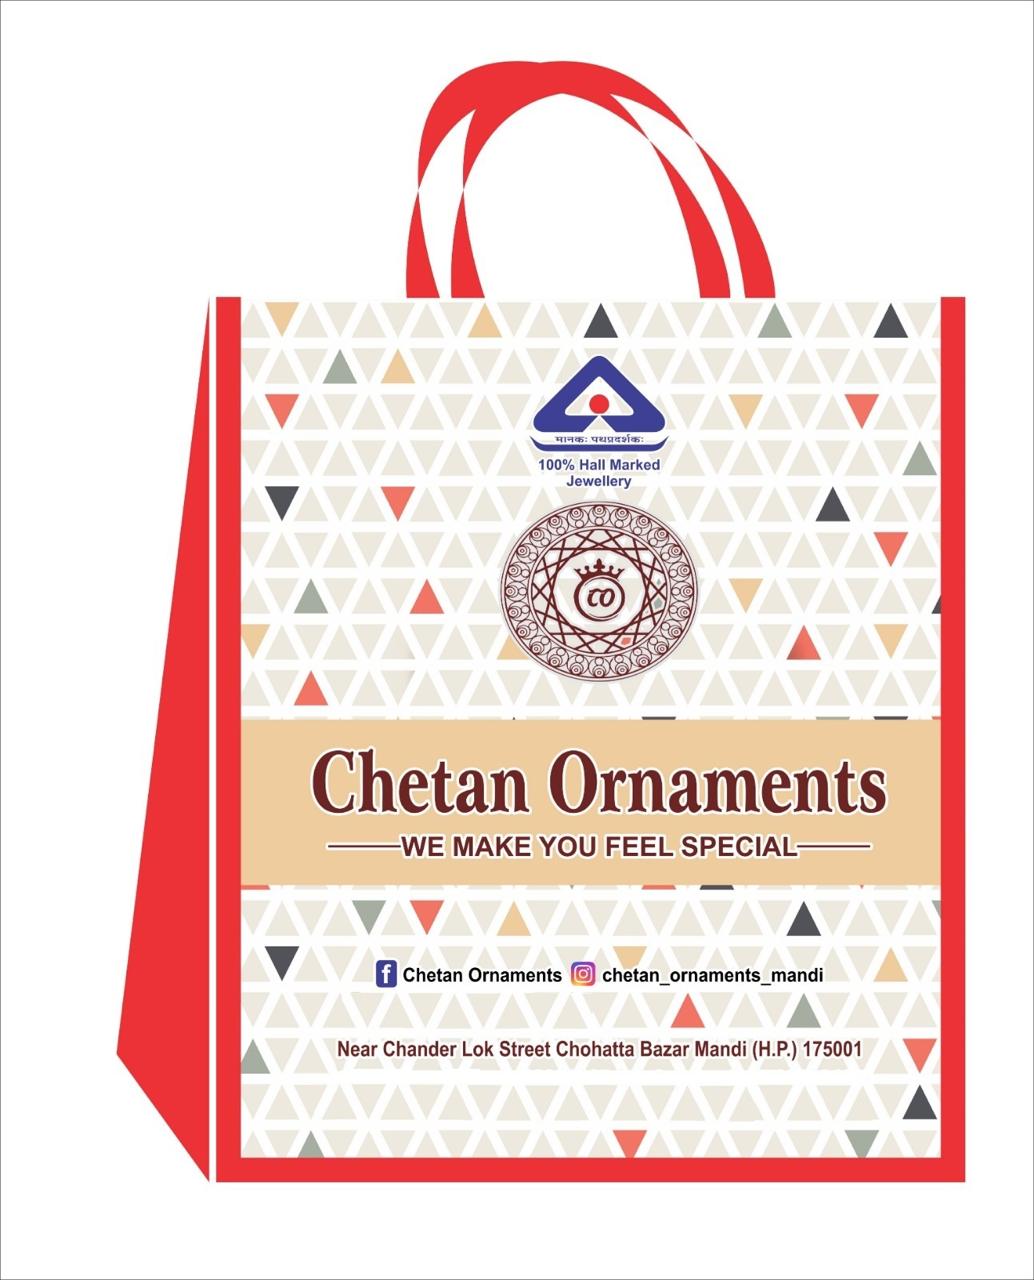 मानकः पथप्रदर्शकः
100% Hall Marked
Jewellery
co
Chetan Ornaments
WE MAKE YOU FEEL SPECIAL
Chetan Ornaments chetan_ornaments_mandi
Near Chander Lok Street Chohatta Bazar Mandi (H.P.) 175001